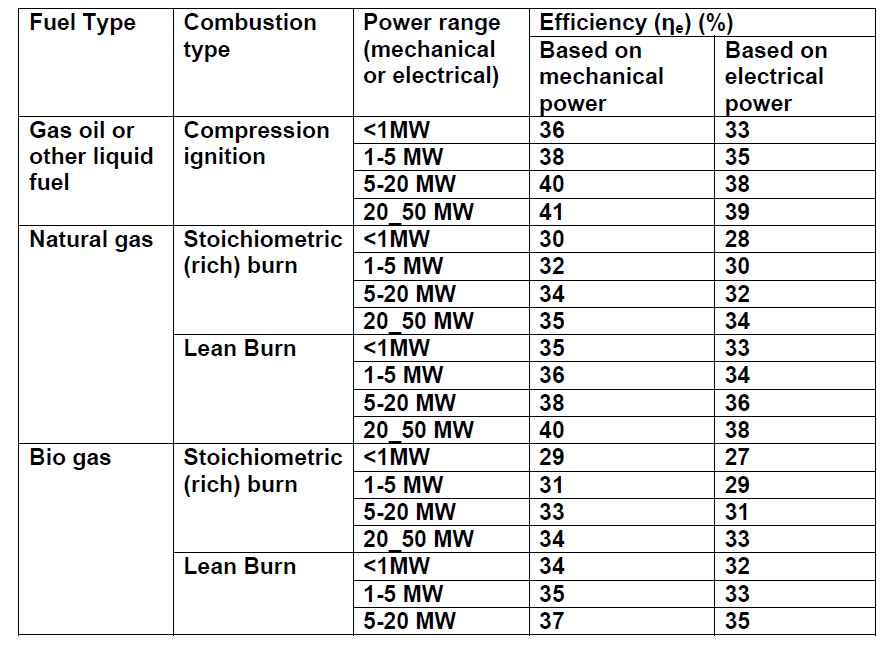 Fuel Type Combustion type Power range (mechanical or electrical) Efficiency (ηe) (%)
Based on mechanical power Based on electrical power
Gas oil or other liquid fuel Compression ignition <1MW 36 33
1-5 MW 38 35
5-20 MW 40 38
20_50 MW 41 39
Natural gas Stoichiometric (rich) burn <1MW 30 28
1-5 MW 32 30
5-20 MW 34 32
20_50 MW 35 34
Lean Burn <1MW 35 33
1-5 MW 36 34
5-20 MW 38 36
20_50 MW 40 38
Bio gas Stoichiometric (rich) burn <1MW 29 27
1-5 MW 31 29
5-20 MW 33 31
20_50 MW 34 33
Lean Burn <1MW 34 32
1-5 MW 35 33
5-20 MW 37 35